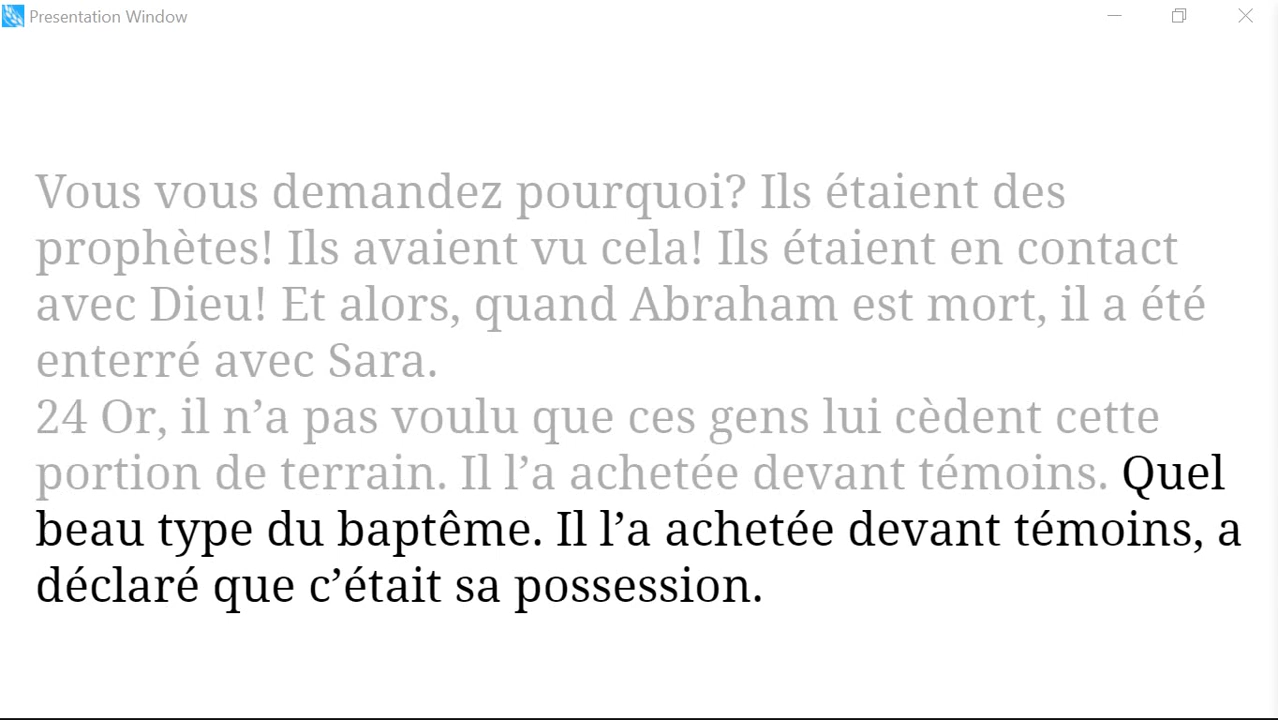 Presentation Window
Vous vous demandez pourquoi? Ils étaient des
prophètes! Ils avaient vu cela! Ils étaient en contact
avec Dieu! Et alors, quand Abraham est mort, il a été
enterré avec Sara.
24 Or, il n’a pas voulu que ces gens lui cèdent cette
portion de terrain. Il l’a achetée devant témoins. Quel
beau type du baptême. Il l’a achetée devant témoins, a
déclaré que c’était sa possession.